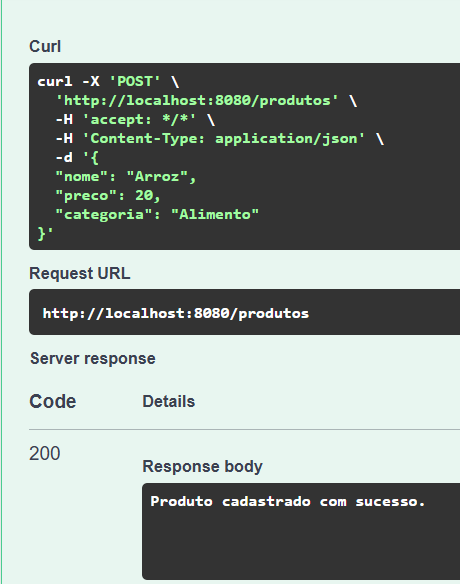 Curl
curl -X 'POST' \
  'http://localhost:8080/produtos' \
  -H 'accept: */*' \
  -H 'Content-Type: application/json' \
  -d '{
  "nome": "Arroz",
  "preco": 20,
  "categoria": "Alimento"
}'
Request URL
http://localhost:8080/produtos
Server response
Code Details
200
Response body
Produto cadastrado com sucesso.